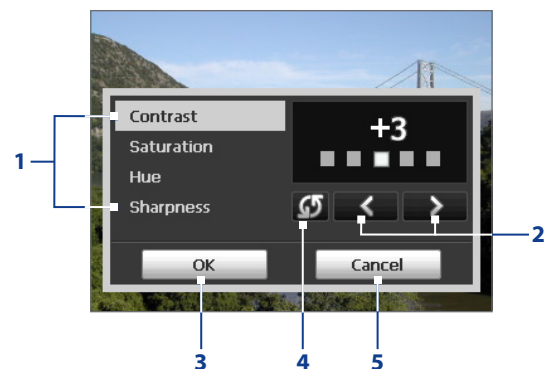 Contrast
+3
Saturation
Hue
Sharpness
OK
Cancel
1
2
3
4
5